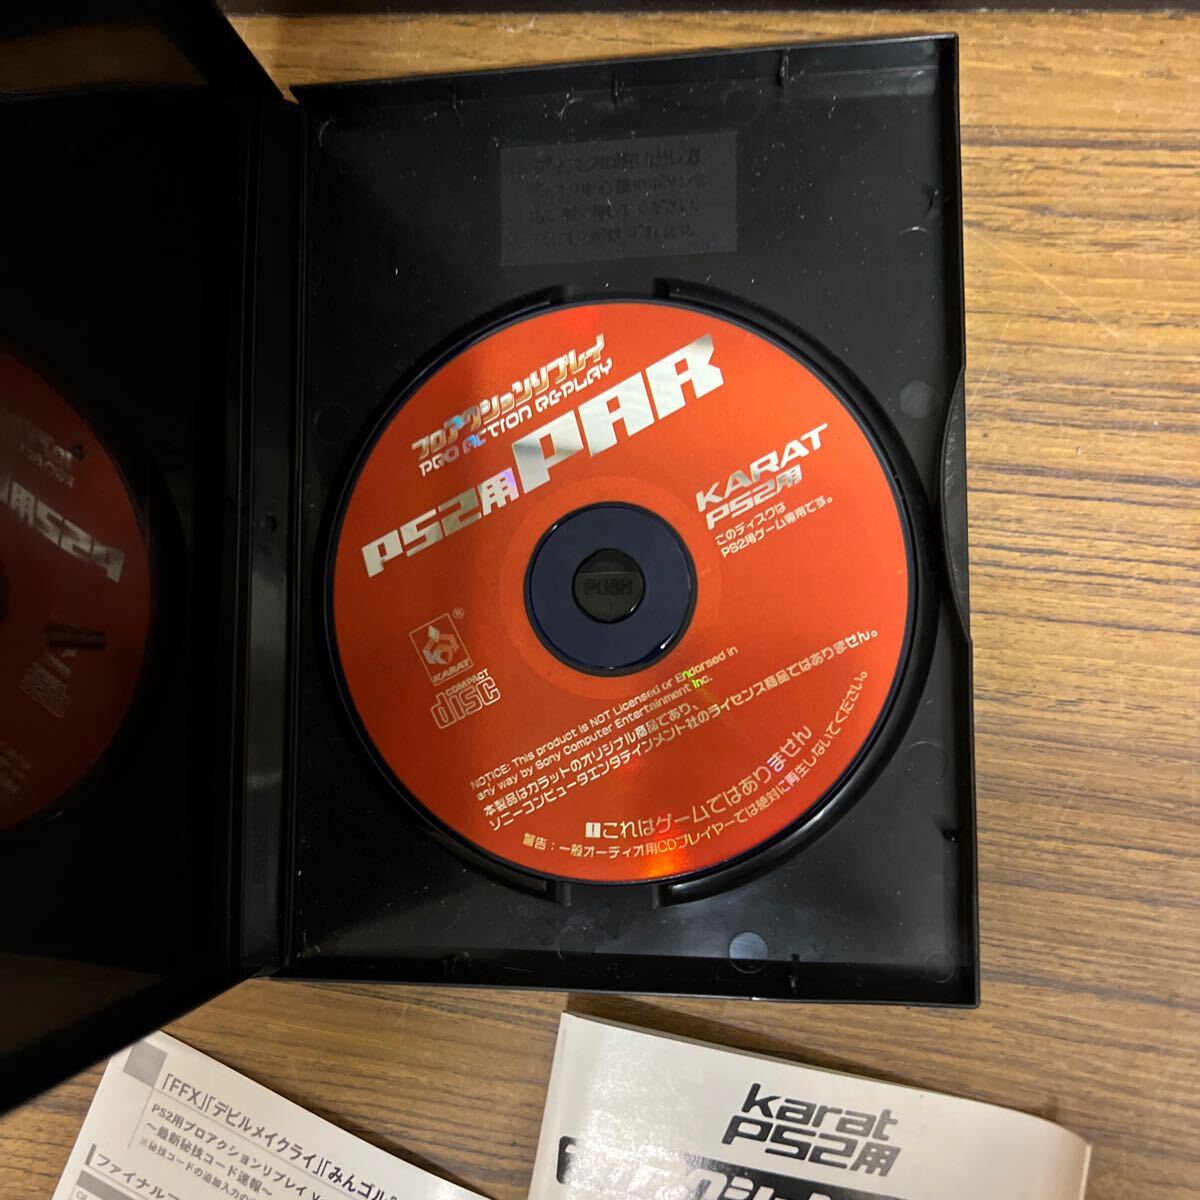 プロアクションリプレイ
PRO ACTION REPLAY
PS2用PAR
KARAT
PS2用
このディスクは
PS2用ゲーム専用です。
PUSH
KARAT
®
COMPACT
disc
NOTICE: This product is NOT Licensed or Endorsed in
any way by Sony Computer Entertainment Inc.
本製品はカラットのオリジナル商品であり、
ソニーコンピュータエンタテインメント社のライセンス商品ではありません。
!これはゲームではありません
警告：一般オーディオ用CDプレイヤーでは絶対に再生しないでください。
「FFX」「デビルメイクライ」「みんゴル
PS2用プロアクションリプレイ
～最新秘技コード速報～
※秘技コードの追加入力の
ファイナル
karat
PS2用